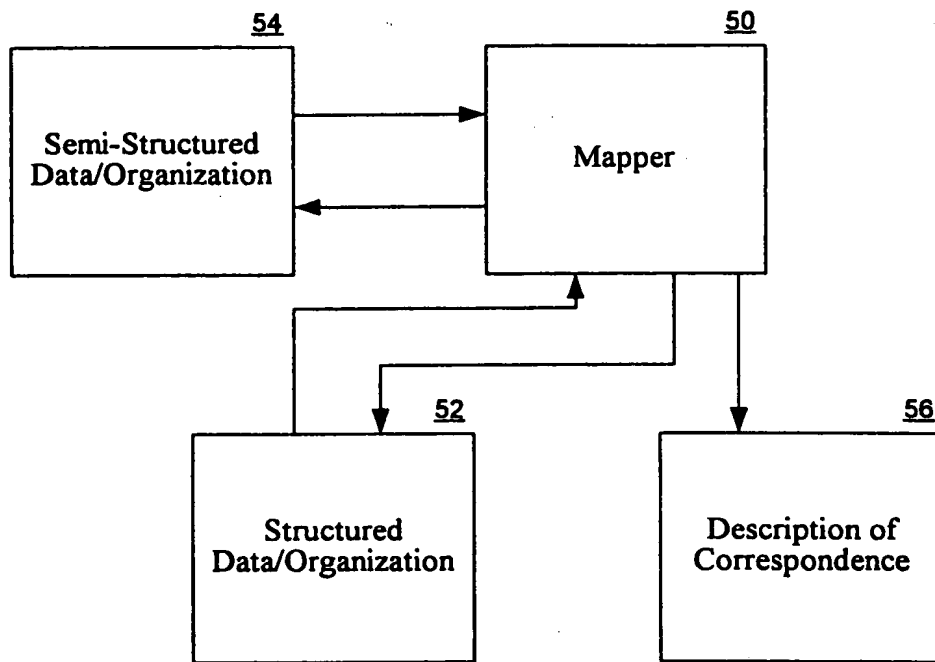 54
50
Semi-Structured
Data/Organization
Mapper
52
56
Structured
Data/Organization
Description of
Correspondence